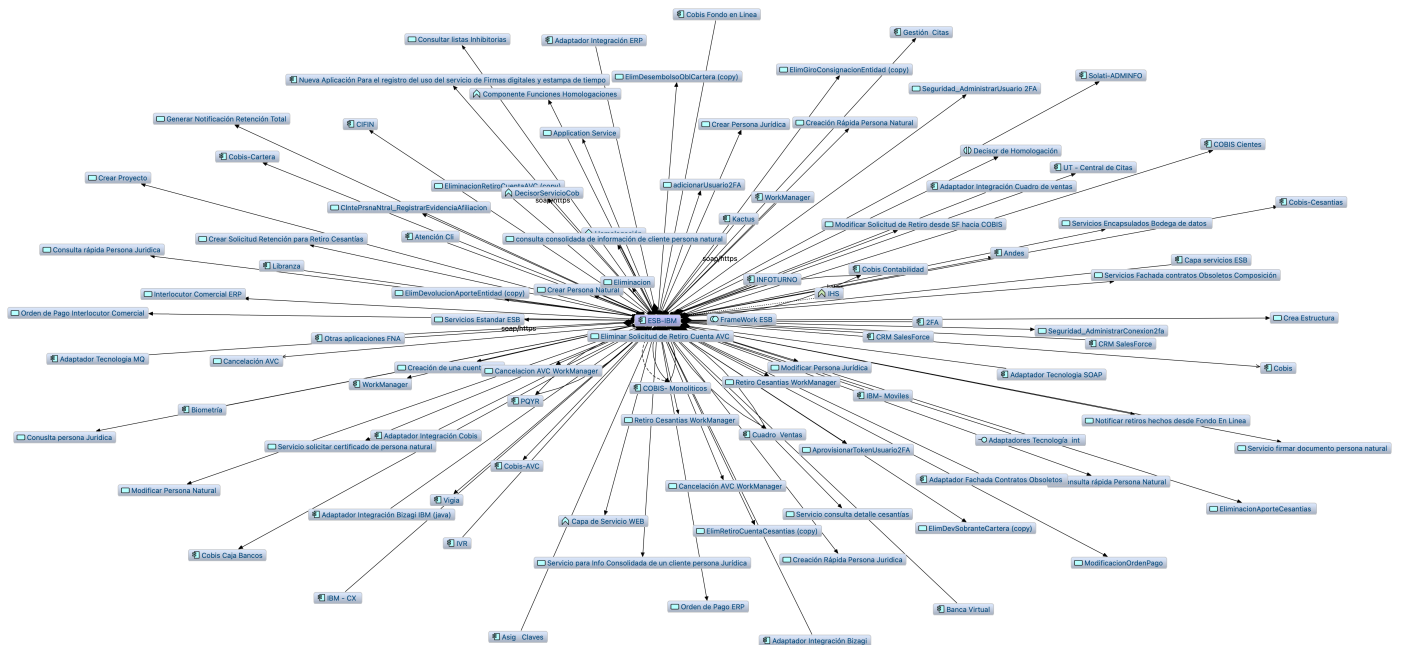 Cobis Fondo en Línea
Gestión Citas
Consultar listas Inhibitorias
Adaptador Integración ERP
ElimGiroConsignacionEntidad (copy)
Solati-ADMINFO
Nueva Aplicación Para el registro del uso del servicio de Firmas digitales y estampa de tiempo
ElimDesembolsoOblCartera (copy)
Seguridad_AdministrarUsuario 2FA
Componente Funciones Homologaciones
Generar Notificación Retención Total
CIFIN
Application Service
Crear Persona Jurídica
Creación Rápida Persona Natural
COBIS Cientes
Cobis-Cartera
Decisor de Homologación
UT - Central de Citas
Crear Proyecto
EliminacionRetiroCuentaAVC (copy)
DecisorServicioCob
adicionarUsuario2FA
Adaptador Integración Cuadro de ventas
soap/https
WorkManager
Cobis-Cesantias
CIntePrsnaNtral_RegistrarEvidenciaAfiliacion
Kactus
Modificar Solicitud de Retiro desde SF hacia COBIS
Servicios Encapsulados Bodega de datos
Crear Solicitud Retención para Retiro Cesantías
Atención Cli
consulta consolidada de información de cliente persona natural
Consulta rápida Persona Juridica
soap/https
Andes
Capa servicios ESB
Libranza
Cobis Contabilidad
Servicios Fachada contratos Obsoletos Composición
Eliminacion
INFOTURNO
Interlocutor Comercial ERP
ElimDevolucionAporteEntidad (copy)
Crear Persona Natural
IHS
Orden de Pago Interlocutor Comercial
Servicios Estandar ESB
ESB-IBM
FrameWork ESB
2FA
Crea Estructura
soap/https
Seguridad_AdministrarConexion2fa
Otras aplicaciones FNA
Eliminar Solicitud de Retiro Cuenta AVC
CRM SalesForce
CRM SalesForce
Adaptador Tecnologia MQ
Cancelación AVC
Creación de una cuent
Cancelacion AVC WorkManager
Modificar Persona Jurídica
Cobis
Adaptador Tecnología SOAP
WorkManager
COBIS- Monolíticos
Retiro Cesantias WorkManager
IBM- Moviles
PQYR
Biometría
Retiro Cesantias WorkManager
Notificar retiros hechos desde Fondo En Linea
Conuslta persona Juridica
Adaptador Integración Cobis
Cuadro Ventas
Adaptadores Tecnología int
Servicio solicitar certificado de persona natural
AprovisionarTokenUsuario2FA
Servicio firmar documento persona natural
Cobis-AVC
Modificar Persona Natural
Cancelación AVC WorkManager
Adaptador Fachada Contratos Obsoletos
onsulta rápida Persona Natural
Vigia
Adaptador Integración Bizagi IBM (java)
Servicio consulta detalle cesantías
EliminacionAporteCesantias
Capa de Servicio WEB
ElimRetiroCuentaCesantias (copy)
ElimDevSobranteCartera (copy)
IVR
Cobis Caja Bancos
Servicio para Info Consolidada de un cliente persona Jurídica
Creación Rápida Persona Juridica
ModificacionOrdenPago
IBM - CX
Orden de Pago ERP
Banca Virtual
Asig Claves
Adaptador Integración Bizagi